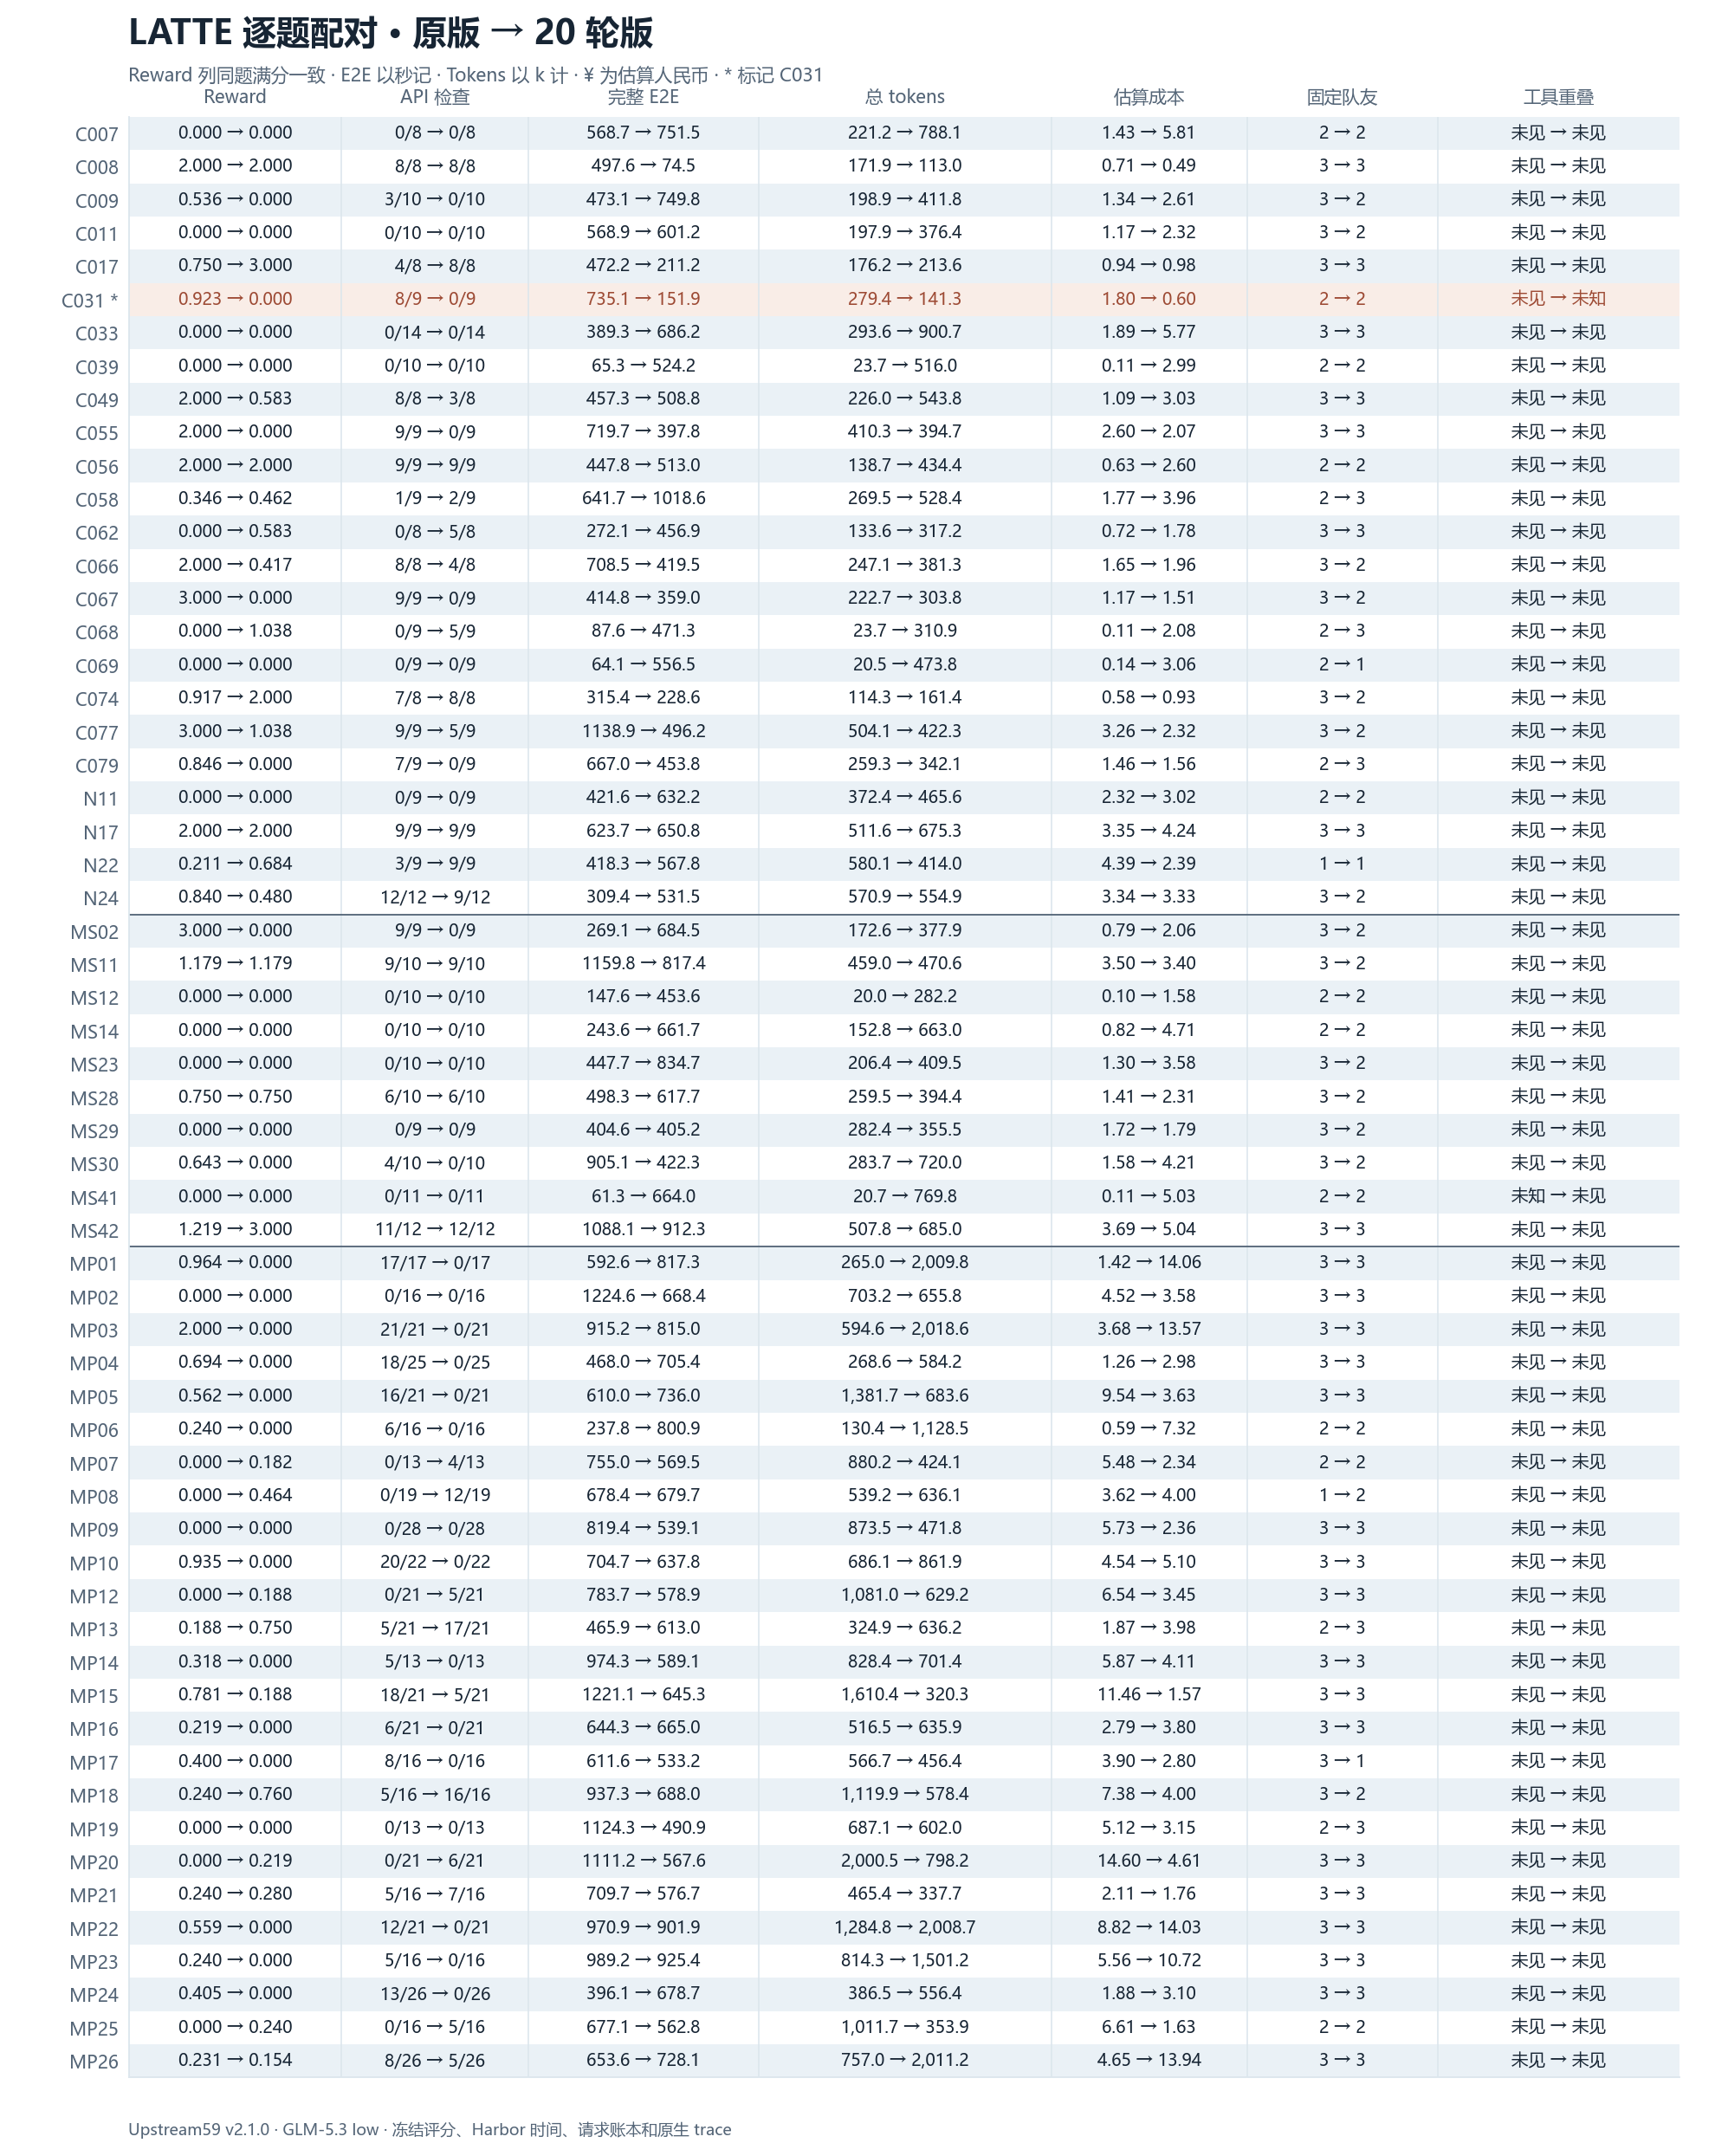 LATTE 逐题配对 • 原版 → 20 轮版
Reward 列同题满分一致 · E2E 以秒记 · Tokens 以 k 计 · ¥ 为估算人民币 · * 标记 C031
Reward API 检查 完整 E2E 总 tokens 估算成本 固定队友 工具重叠
C007 0.000 → 0.000 0/8 → 0/8 568.7 → 751.5 221.2 → 788.1 1.43 → 5.81 2 → 2 未见 → 未见
C008 2.000 → 2.000 8/8 → 8/8 497.6 → 74.5 171.9 → 113.0 0.71 → 0.49 3 → 3 未见 → 未见
C009 0.536 → 0.000 3/10 → 0/10 473.1 → 749.8 198.9 → 411.8 1.34 → 2.61 3 → 2 未见 → 未见
C011 0.000 → 0.000 0/10 → 0/10 568.9 → 601.2 197.9 → 376.4 1.17 → 2.32 3 → 2 未见 → 未见
C017 0.750 → 3.000 4/8 → 8/8 472.2 → 211.2 176.2 → 213.6 0.94 → 0.98 3 → 3 未见 → 未见
C031 * 0.923 → 0.000 8/9 → 0/9 735.1 → 151.9 279.4 → 141.3 1.80 → 0.60 2 → 2 未见 → 未知
C033 0.000 → 0.000 0/14 → 0/14 389.3 → 686.2 293.6 → 900.7 1.89 → 5.77 3 → 3 未见 → 未见
C039 0.000 → 0.000 0/10 → 0/10 65.3 → 524.2 23.7 → 516.0 0.11 → 2.99 2 → 2 未见 → 未见
C049 2.000 → 0.583 8/8 → 3/8 457.3 → 508.8 226.0 → 543.8 1.09 → 3.03 3 → 3 未见 → 未见
C055 2.000 → 0.000 9/9 → 0/9 719.7 → 397.8 410.3 → 394.7 2.60 → 2.07 3 → 3 未见 → 未见
C056 2.000 → 2.000 9/9 → 9/9 447.8 → 513.0 138.7 → 434.4 0.63 → 2.60 2 → 2 未见 → 未见
C058 0.346 → 0.462 1/9 → 2/9 641.7 → 1018.6 269.5 → 528.4 1.77 → 3.96 2 → 3 未见 → 未见
C062 0.000 → 0.583 0/8 → 5/8 272.1 → 456.9 133.6 → 317.2 0.72 → 1.78 3 → 3 未见 → 未见
C066 2.000 → 0.417 8/8 → 4/8 708.5 → 419.5 247.1 → 381.3 1.65 → 1.96 3 → 2 未见 → 未见
C067 3.000 → 0.000 9/9 → 0/9 414.8 → 359.0 222.7 → 303.8 1.17 → 1.51 3 → 2 未见 → 未见
C068 0.000 → 1.038 0/9 → 5/9 87.6 → 471.3 23.7 → 310.9 0.11 → 2.08 2 → 3 未见 → 未见
C069 0.000 → 0.000 0/9 → 0/9 64.1 → 556.5 20.5 → 473.8 0.14 → 3.06 2 → 1 未见 → 未见
C074 0.917 → 2.000 7/8 → 8/8 315.4 → 228.6 114.3 → 161.4 0.58 → 0.93 3 → 2 未见 → 未见
C077 3.000 → 1.038 9/9 → 5/9 1138.9 → 496.2 504.1 → 422.3 3.26 → 2.32 3 → 2 未见 → 未见
C079 0.846 → 0.000 7/9 → 0/9 667.0 → 453.8 259.3 → 342.1 1.46 → 1.56 2 → 3 未见 → 未见
N11 0.000 → 0.000 0/9 → 0/9 421.6 → 632.2 372.4 → 465.6 2.32 → 3.02 2 → 2 未见 → 未见
N17 2.000 → 2.000 9/9 → 9/9 623.7 → 650.8 511.6 → 675.3 3.35 → 4.24 3 → 3 未见 → 未见
N22 0.211 → 0.684 3/9 → 9/9 418.3 → 567.8 580.1 → 414.0 4.39 → 2.39 1 → 1 未见 → 未见
N24 0.840 → 0.480 12/12 → 9/12 309.4 → 531.5 570.9 → 554.9 3.34 → 3.33 3 → 2 未见 → 未见
MS02 3.000 → 0.000 9/9 → 0/9 269.1 → 684.5 172.6 → 377.9 0.79 → 2.06 3 → 2 未见 → 未见
MS11 1.179 → 1.179 9/10 → 9/10 1159.8 → 817.4 459.0 → 470.6 3.50 → 3.40 3 → 2 未见 → 未见
MS12 0.000 → 0.000 0/10 → 0/10 147.6 → 453.6 20.0 → 282.2 0.10 → 1.58 2 → 2 未见 → 未见
MS14 0.000 → 0.000 0/10 → 0/10 243.6 → 661.7 152.8 → 663.0 0.82 → 4.71 2 → 2 未见 → 未见
MS23 0.000 → 0.000 0/10 → 0/10 447.7 → 834.7 206.4 → 409.5 1.30 → 3.58 3 → 2 未见 → 未见
MS28 0.750 → 0.750 6/10 → 6/10 498.3 → 617.7 259.5 → 394.4 1.41 → 2.31 3 → 2 未见 → 未见
MS29 0.000 → 0.000 0/9 → 0/9 404.6 → 405.2 282.4 → 355.5 1.72 → 1.79 3 → 2 未见 → 未见
MS30 0.643 → 0.000 4/10 → 0/10 905.1 → 422.3 283.7 → 720.0 1.58 → 4.21 3 → 2 未见 → 未见
MS41 0.000 → 0.000 0/11 → 0/11 61.3 → 664.0 20.7 → 769.8 0.11 → 5.03 2 → 2 未知 → 未见
MS42 1.219 → 3.000 11/12 → 12/12 1088.1 → 912.3 507.8 → 685.0 3.69 → 5.04 3 → 3 未见 → 未见
MP01 0.964 → 0.000 17/17 → 0/17 592.6 → 817.3 265.0 → 2,009.8 1.42 → 14.06 3 → 3 未见 → 未见
MP02 0.000 → 0.000 0/16 → 0/16 1224.6 → 668.4 703.2 → 655.8 4.52 → 3.58 3 → 3 未见 → 未见
MP03 2.000 → 0.000 21/21 → 0/21 915.2 → 815.0 594.6 → 2,018.6 3.68 → 13.57 3 → 3 未见 → 未见
MP04 0.694 → 0.000 18/25 → 0/25 468.0 → 705.4 268.6 → 584.2 1.26 → 2.98 3 → 3 未见 → 未见
MP05 0.562 → 0.000 16/21 → 0/21 610.0 → 736.0 1,381.7 → 683.6 9.54 → 3.63 3 → 3 未见 → 未见
MP06 0.240 → 0.000 6/16 → 0/16 237.8 → 800.9 130.4 → 1,128.5 0.59 → 7.32 2 → 2 未见 → 未见
MP07 0.000 → 0.182 0/13 → 4/13 755.0 → 569.5 880.2 → 424.1 5.48 → 2.34 2 → 2 未见 → 未见
MP08 0.000 → 0.464 0/19 → 12/19 678.4 → 679.7 539.2 → 636.1 3.62 → 4.00 1 → 2 未见 → 未见
MP09 0.000 → 0.000 0/28 → 0/28 819.4 → 539.1 873.5 → 471.8 5.73 → 2.36 3 → 3 未见 → 未见
MP10 0.935 → 0.000 20/22 → 0/22 704.7 → 637.8 686.1 → 861.9 4.54 → 5.10 3 → 3 未见 → 未见
MP12 0.000 → 0.188 0/21 → 5/21 783.7 → 578.9 1,081.0 → 629.2 6.54 → 3.45 3 → 3 未见 → 未见
MP13 0.188 → 0.750 5/21 → 17/21 465.9 → 613.0 324.9 → 636.2 1.87 → 3.98 2 → 3 未见 → 未见
MP14 0.318 → 0.000 5/13 → 0/13 974.3 → 589.1 828.4 → 701.4 5.87 → 4.11 3 → 3 未见 → 未见
MP15 0.781 → 0.188 18/21 → 5/21 1221.1 → 645.3 1,610.4 → 320.3 11.46 → 1.57 3 → 3 未见 → 未见
MP16 0.219 → 0.000 6/21 → 0/21 644.3 → 665.0 516.5 → 635.9 2.79 → 3.80 3 → 3 未见 → 未见
MP17 0.400 → 0.000 8/16 → 0/16 611.6 → 533.2 566.7 → 456.4 3.90 → 2.80 3 → 1 未见 → 未见
MP18 0.240 → 0.760 5/16 → 16/16 937.3 → 688.0 1,119.9 → 578.4 7.38 → 4.00 3 → 2 未见 → 未见
MP19 0.000 → 0.000 0/13 → 0/13 1124.3 → 490.9 687.1 → 602.0 5.12 → 3.15 2 → 3 未见 → 未见
MP20 0.000 → 0.219 0/21 → 6/21 1111.2 → 567.6 2,000.5 → 798.2 14.60 → 4.61 3 → 3 未见 → 未见
MP21 0.240 → 0.280 5/16 → 7/16 709.7 → 576.7 465.4 → 337.7 2.11 → 1.76 3 → 3 未见 → 未见
MP22 0.559 → 0.000 12/21 → 0/21 970.9 → 901.9 1,284.8 → 2,008.7 8.82 → 14.03 3 → 3 未见 → 未见
MP23 0.240 → 0.000 5/16 → 0/16 989.2 → 925.4 814.3 → 1,501.2 5.56 → 10.72 3 → 3 未见 → 未见
MP24 0.405 → 0.000 13/26 → 0/26 396.1 → 678.7 386.5 → 556.4 1.88 → 3.10 3 → 3 未见 → 未见
MP25 0.000 → 0.240 0/16 → 5/16 677.1 → 562.8 1,011.7 → 353.9 6.61 → 1.63 2 → 2 未见 → 未见
MP26 0.231 → 0.154 8/26 → 5/26 653.6 → 728.1 757.0 → 2,011.2 4.65 → 13.94 3 → 3 未见 → 未见
Upstream59 v2.1.0 · GLM-5.3 low · 冻结评分、Harbor 时间、请求账本和原生 trace